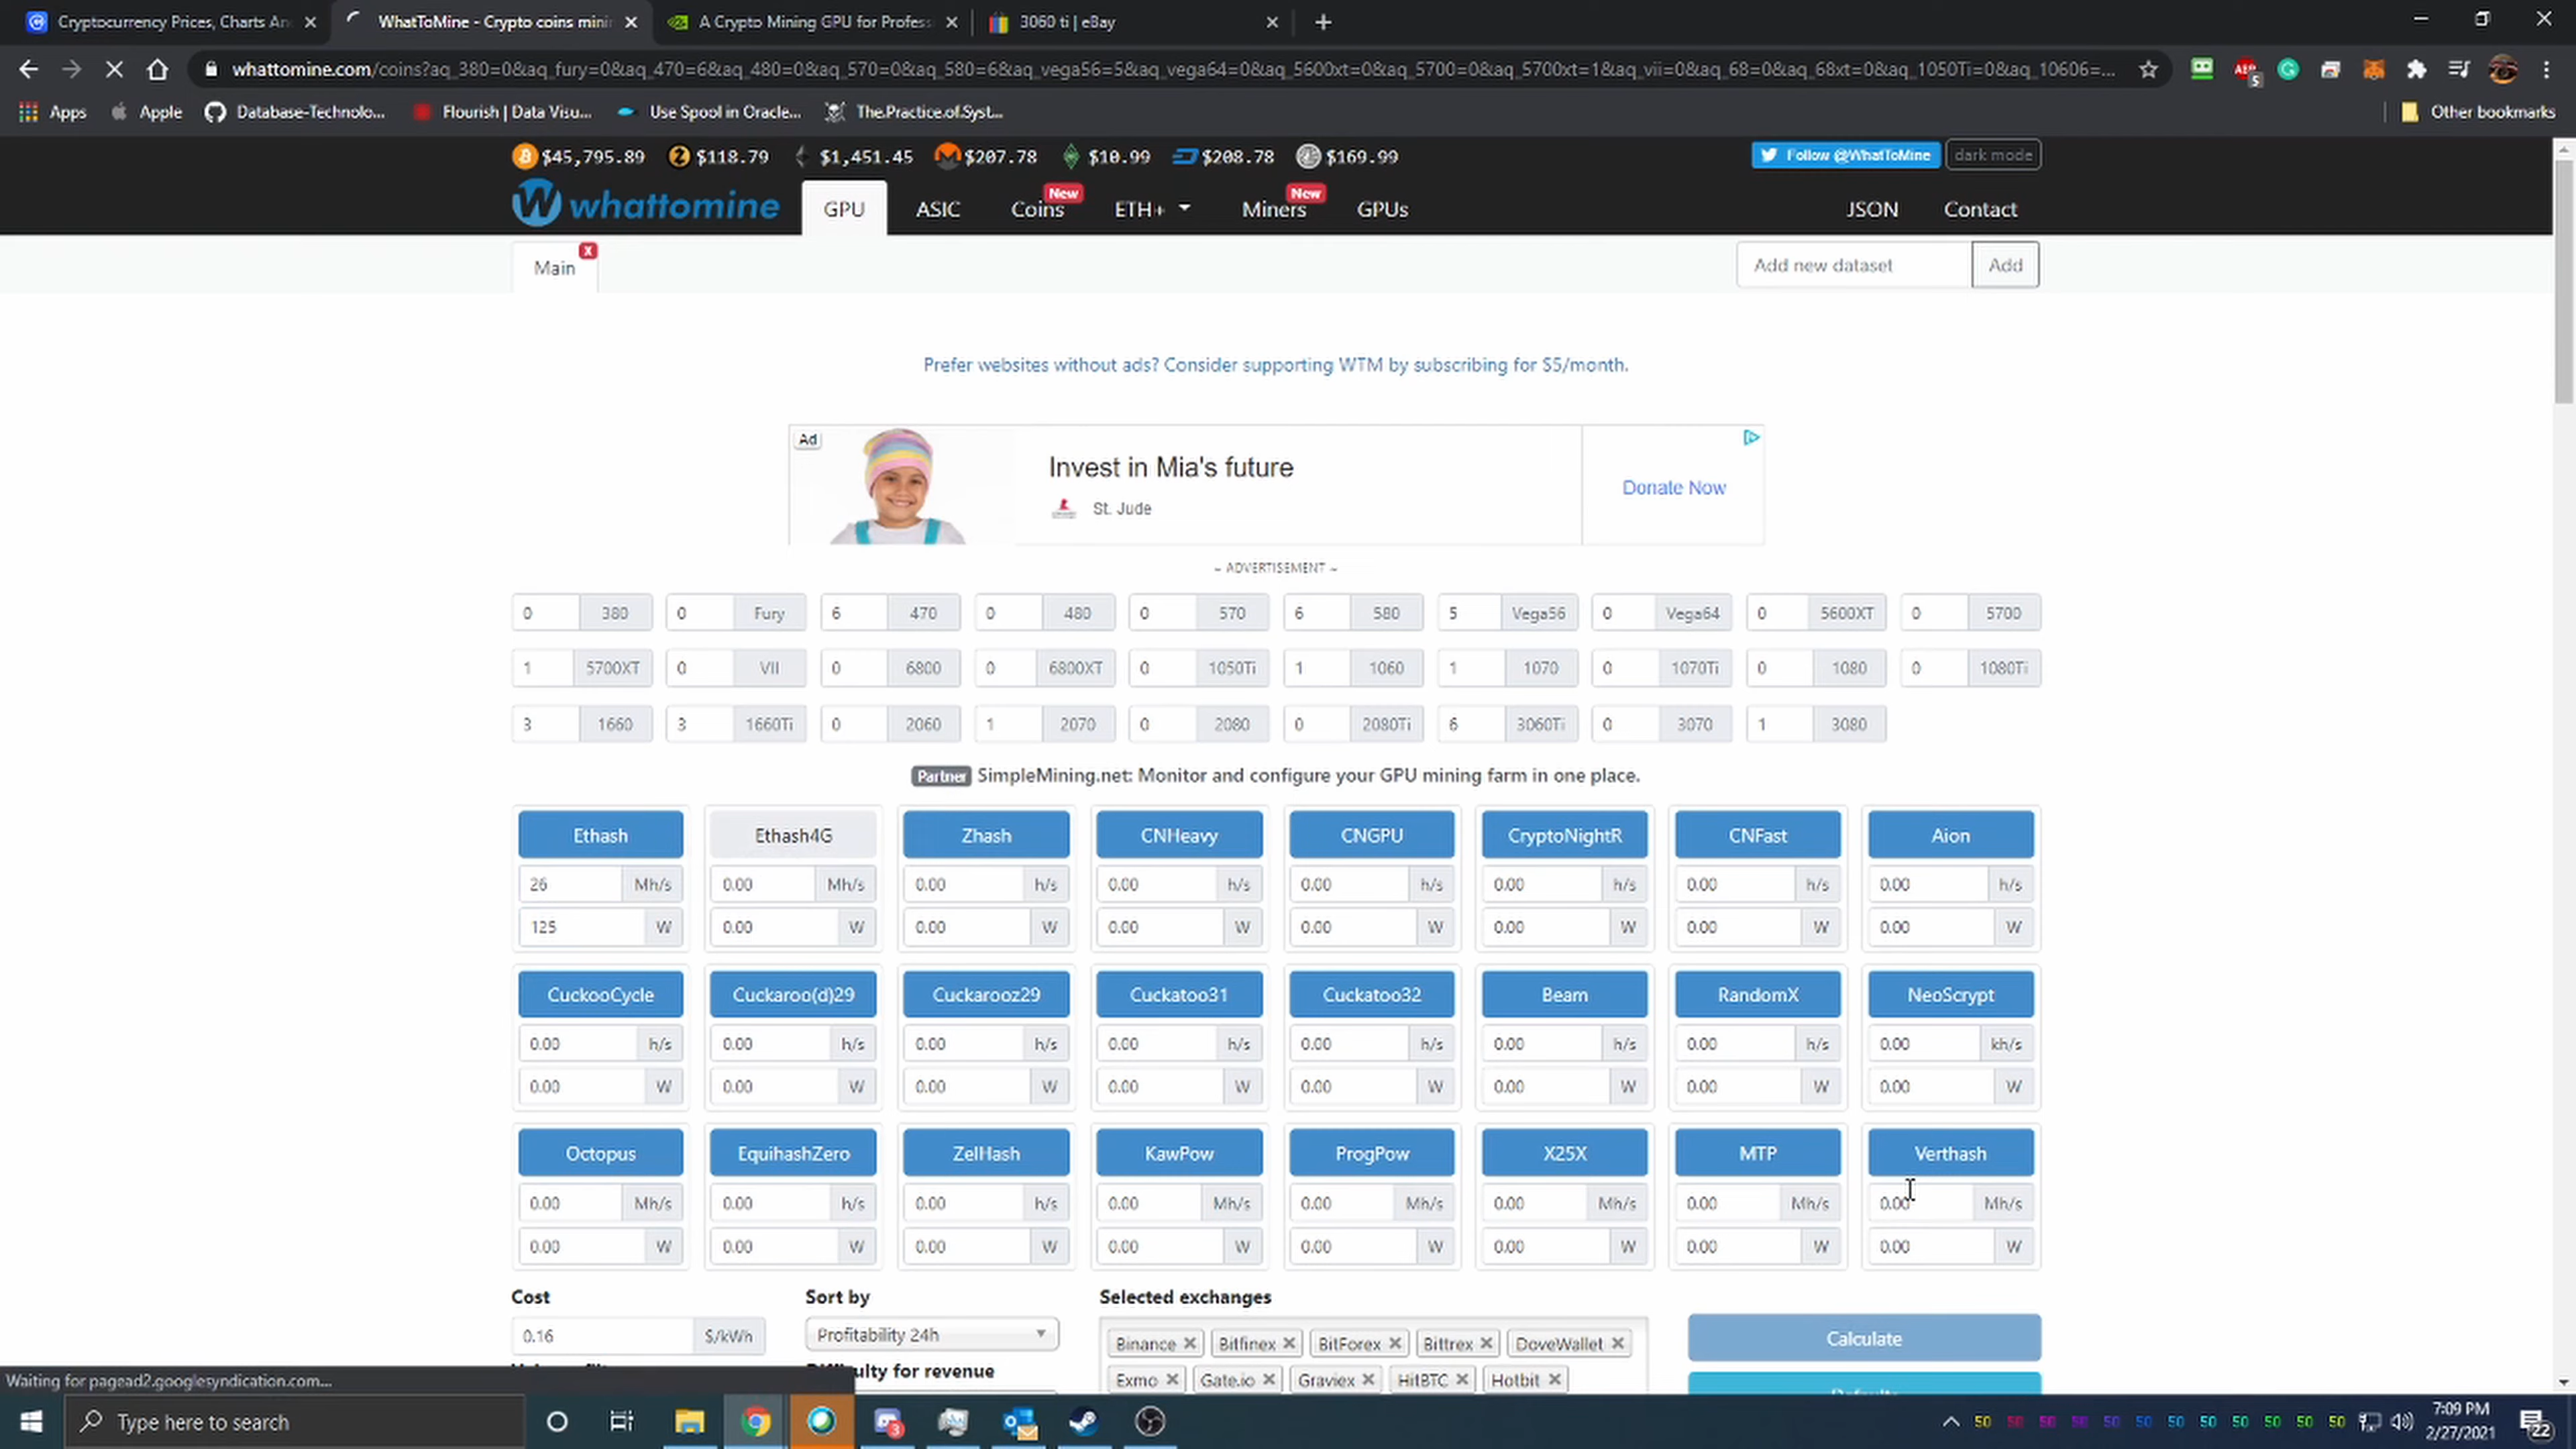 Cryptocurrency Prices, Charts An
WhatToMine - Crypto coins minin
A Crypto Mining GPU for Profess
3060 ti | eBay
whattomine.com/coins?aq_380=0&aq_fury=0&aq_470=6&aq_480=0&aq_570=0&aq_580=6&aq_vega56=5&aq_vega64=0&aq_5600xt=0&aq_5700=0&aq_5700xt=1&aq_vii=0&aq_68=0&aq_68xt=0&aq_1050Ti=0&aq_10606=...
Apps Apple Database-Technolo... Flourish | Data Visu... Use Spool in Oracle... The.Practice.of.Syst... Other bookmarks
$45,795.89 $118.79 $1,451.45 $207.78 $10.99 $208.78 $169.99 Follow @WhatToMine dark mode
whattomine GPU ASIC Coins New ETH+ Miners New GPUs JSON Contact
Main x Add new dataset Add
Prefer websites without ads? Consider supporting WTM by subscribing for $5/month.
Ad
Invest in Mia's future
St. Jude
Donate Now
~ ADVERTISEMENT ~
0 380 0 Fury 6 470 0 480 0 570 6 580 5 Vega56 0 Vega64 0 5600XT 0 5700
1 5700XT 0 VII 0 6800 0 6800XT 0 1050Ti 1 1060 1 1070 0 1070Ti 0 1080 0 1080Ti
3 1660 3 1660Ti 0 2060 1 2070 0 2080 0 2080Ti 6 3060Ti 0 3070 1 3080
Partner SimpleMining.net: Monitor and configure your GPU mining farm in one place.
Ethash Ethash4G Zhash CNHeavy CNGPU CryptoNightR CNFast Aion
26 Mh/s 0.00 Mh/s 0.00 h/s 0.00 h/s 0.00 h/s 0.00 h/s 0.00 h/s 0.00 h/s
125 W 0.00 W 0.00 W 0.00 W 0.00 W 0.00 W 0.00 W 0.00 W
CuckooCycle Cuckaroo(d)29 Cuckarooz29 Cuckatoo31 Cuckatoo32 Beam RandomX NeoScrypt
0.00 h/s 0.00 h/s 0.00 h/s 0.00 h/s 0.00 h/s 0.00 h/s 0.00 h/s 0.00 kh/s
0.00 W 0.00 W 0.00 W 0.00 W 0.00 W 0.00 W 0.00 W 0.00 W
Octopus EquihashZero ZelHash KawPow ProgPow X25X MTP Verthash
0.00 Mh/s 0.00 h/s 0.00 h/s 0.00 Mh/s 0.00 Mh/s 0.00 Mh/s 0.00 Mh/s 0.00 Mh/s
0.00 W 0.00 W 0.00 W 0.00 W 0.00 W 0.00 W 0.00 W 0.00 W
Cost Sort by Selected exchanges
0.16 $/kWh Profitability 24h Binance Bitfinex BitForex Bittrex DoveWallet Calculate
for revenue
Exmo Gate.io Graviex HitBTC Hotbit
Waiting for pagead2.googlesyndication.com...
Type here to search
3
50 50 50 50 50 50 50 50 50 50 50 50
7:09 PM
2/27/2021
22